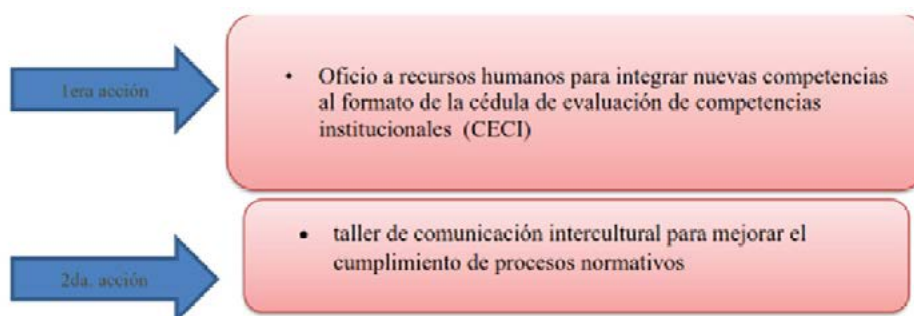 1era acción
• Oficio a recursos humanos para integrar nuevas competencias
al formato de la cédula de evaluación de competencias
institucionales (CECI)
• taller de comunicación intercultural para mejorar el
cumplimiento de procesos normativos
2da. acción